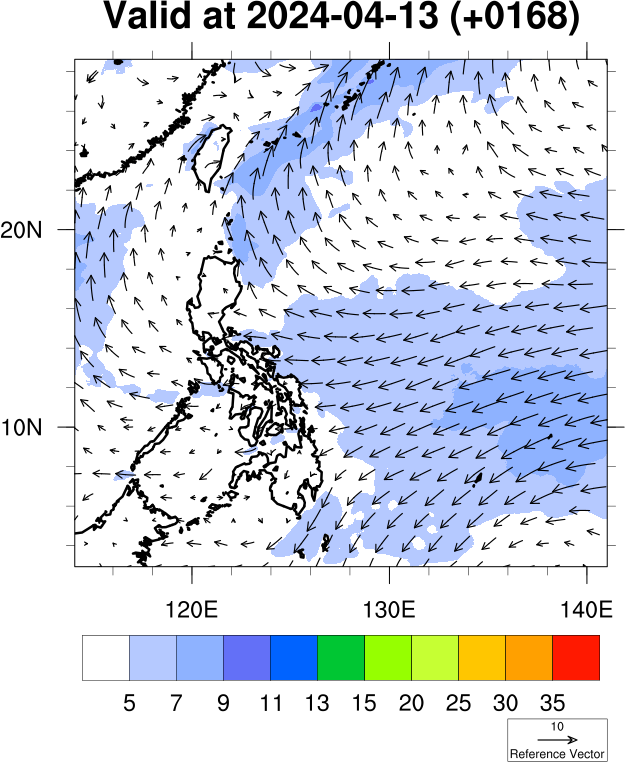 Valid at 2024-04-13 (+0168)
20N
10N
120E 130E 140E
5 7 9 11 13 15 20 25 30 35
10
Reference Vector